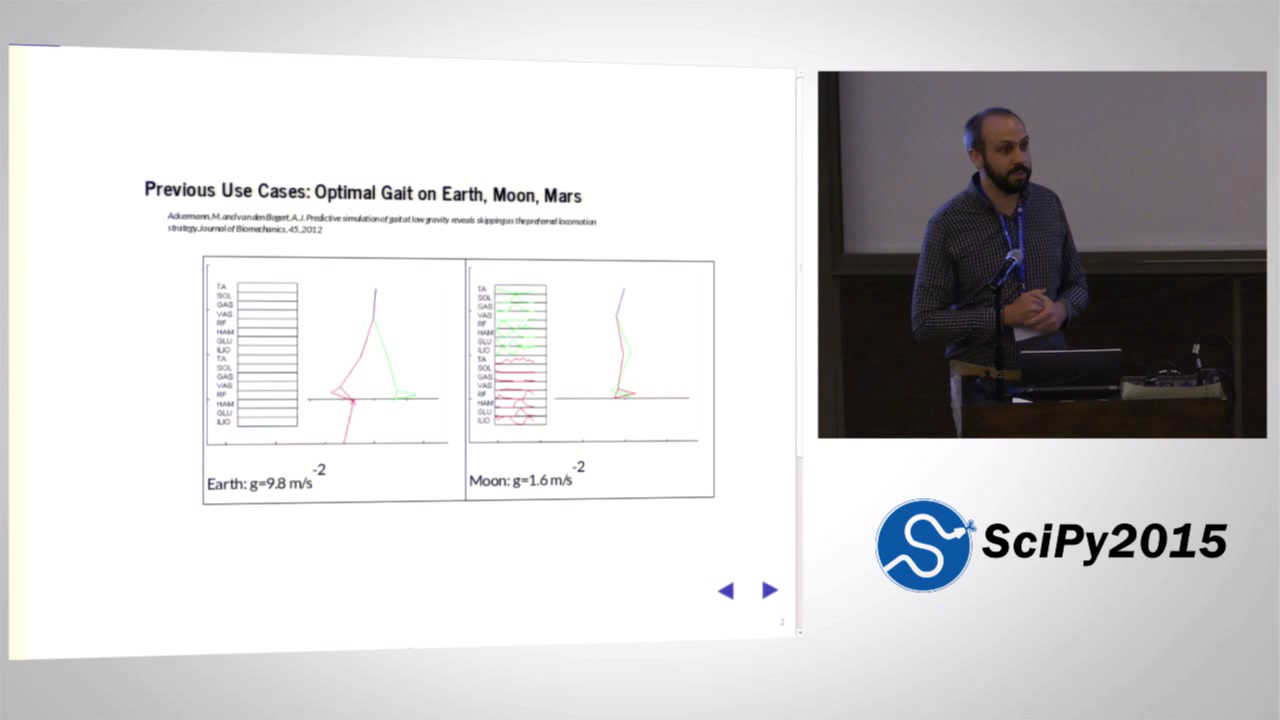 Previous Use Cases: Optimal Gait on Earth, Moon, Mars
Ackermann, M. and van den Bogert, A. J. Predictive simulation of gait at low gravity reveals skipping as the preferred locomotion
strategy. Journal of Biomechanics, 45, 2012
TA
SOL
GAS
VAS
RF
HAM
GLU
ILIO
TA
SOL
GAS
VAS
RF
HAM
GLU
ILIO
Earth: g=9.8 m/s-2
TA
SOL
GAS
VAS
RF
HAM
GLU
ILIO
TA
SOL
GAS
VAS
RF
HAM
GLU
ILIO
Moon: g=1.6 m/s-2
2
SciPy2015